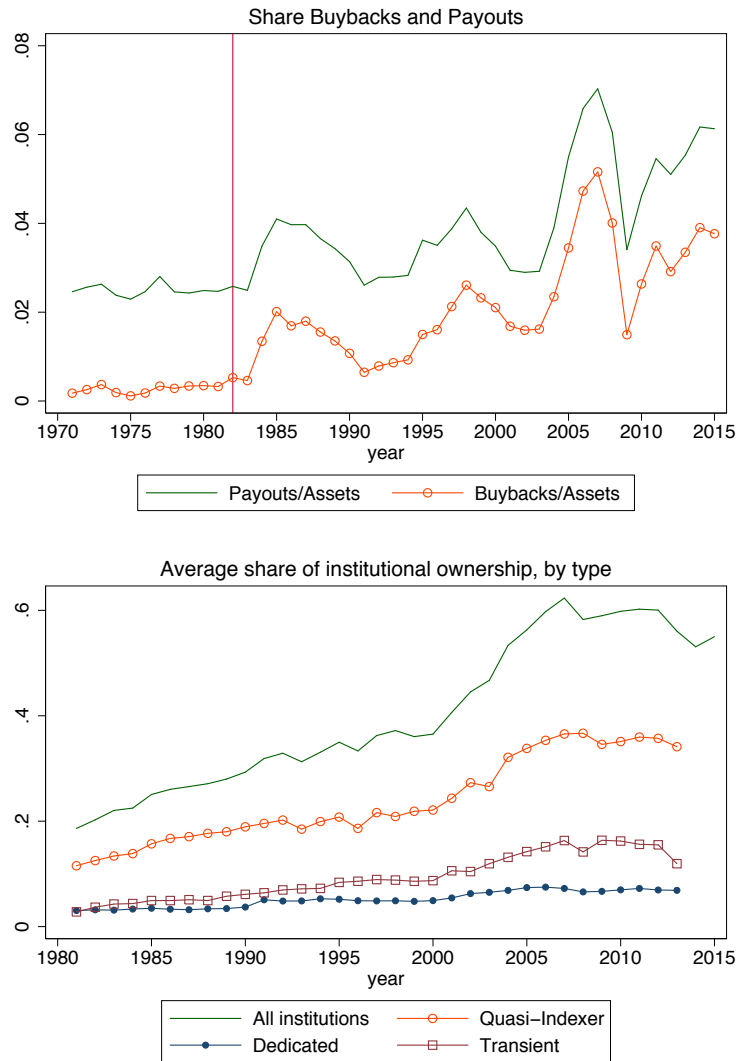 Share Buybacks and Payouts
.08
.06
.04
.02
0
1970 1975 1980 1985 1990 1995 2000 2005 2010 2015
year
Payouts/Assets Buybacks/Assets
Average share of institutional ownership, by type
.6
.4
.2
0
1980 1985 1990 1995 2000 2005 2010 2015
year
All institutions Quasi−Indexer
Dedicated Transient